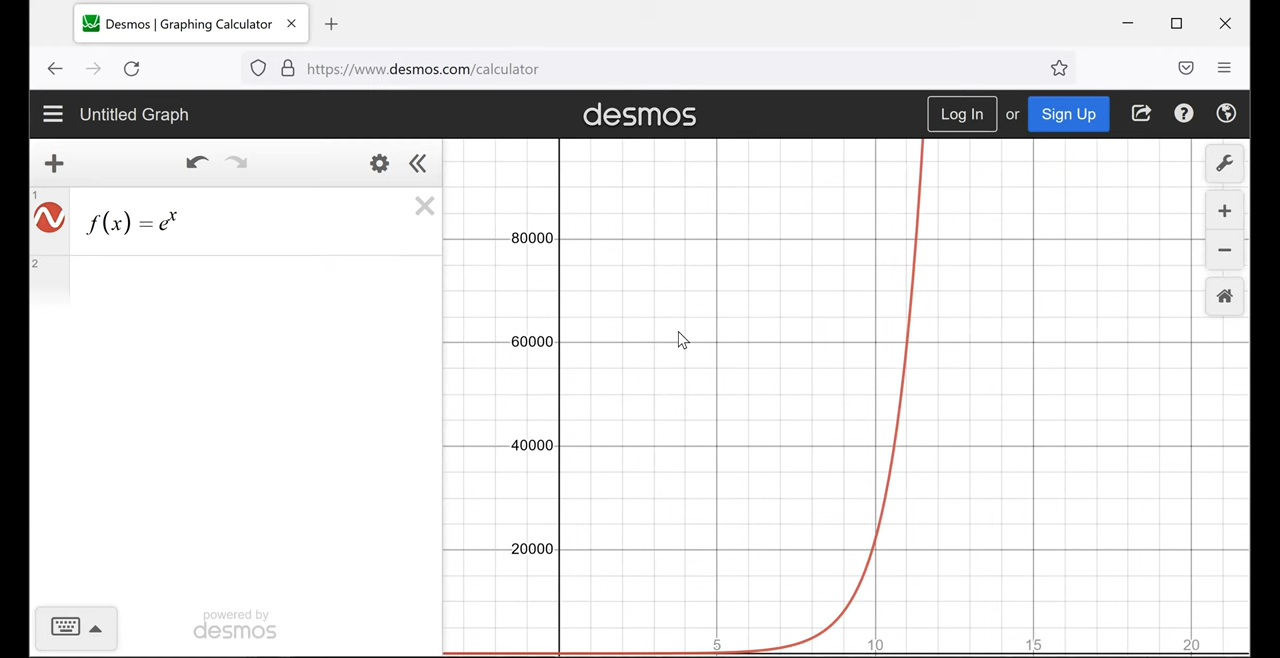 Desmos | Graphing Calculator
https://www.desmos.com/calculator
Untitled Graph
desmos
Log In or Sign Up
1
f(x) = e^x
2
80000
60000
40000
20000
5 10 15 20
powered by
desmos